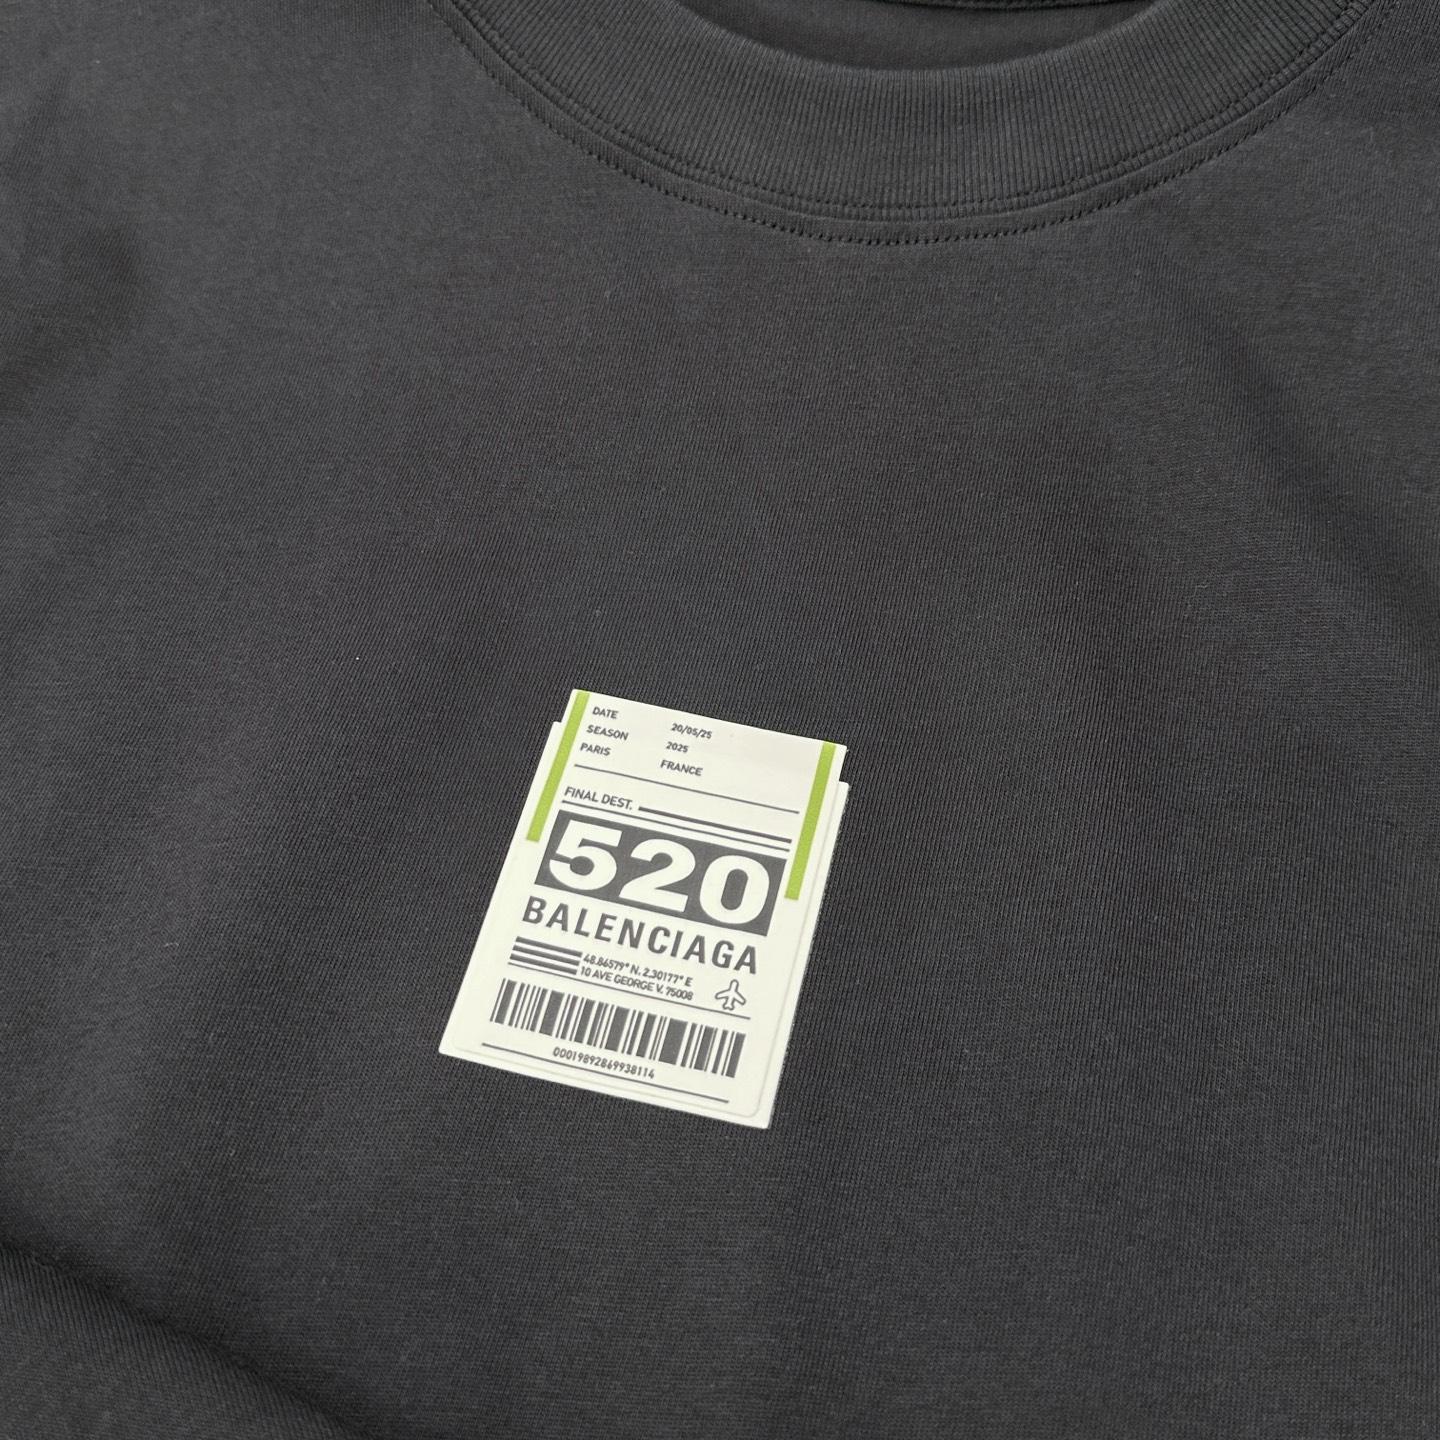 DATE 20/05/25
SEASON 2025
PARIS FRANCE
FINAL DEST.
520
BALENCIAGA
48.86579° N. 2.30177° E
10 AVE GEORGE V. 75008
00019892869938114